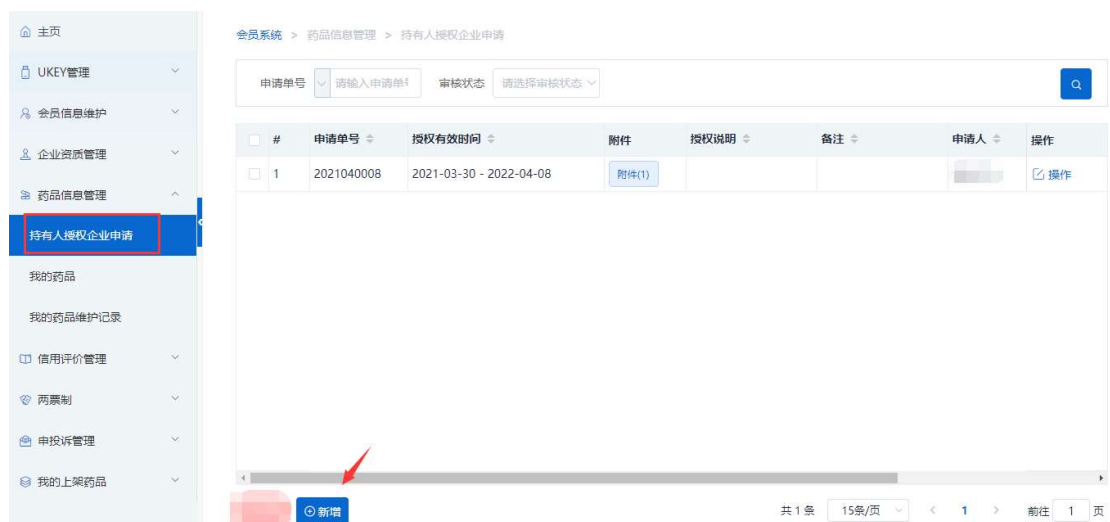 主页
UKEY管理
会员信息维护
企业资质管理
药品信息管理
持有人授权企业申请
我的药品
我的药品维护记录
信用评价管理
两票制
申投诉管理
我的上架药品
会员系统 > 药品信息管理 > 持有人授权企业申请
申请单号 请输入申请单 审核状态 请选择审核状态
# 申请单号 授权有效时间 附件 授权说明 备注 申请人 操作
1 2021040008 2021-03-30 - 2022-04-08 附件(1) 操作
新增 共1条 15条/页 < 1 > 前往 1 页